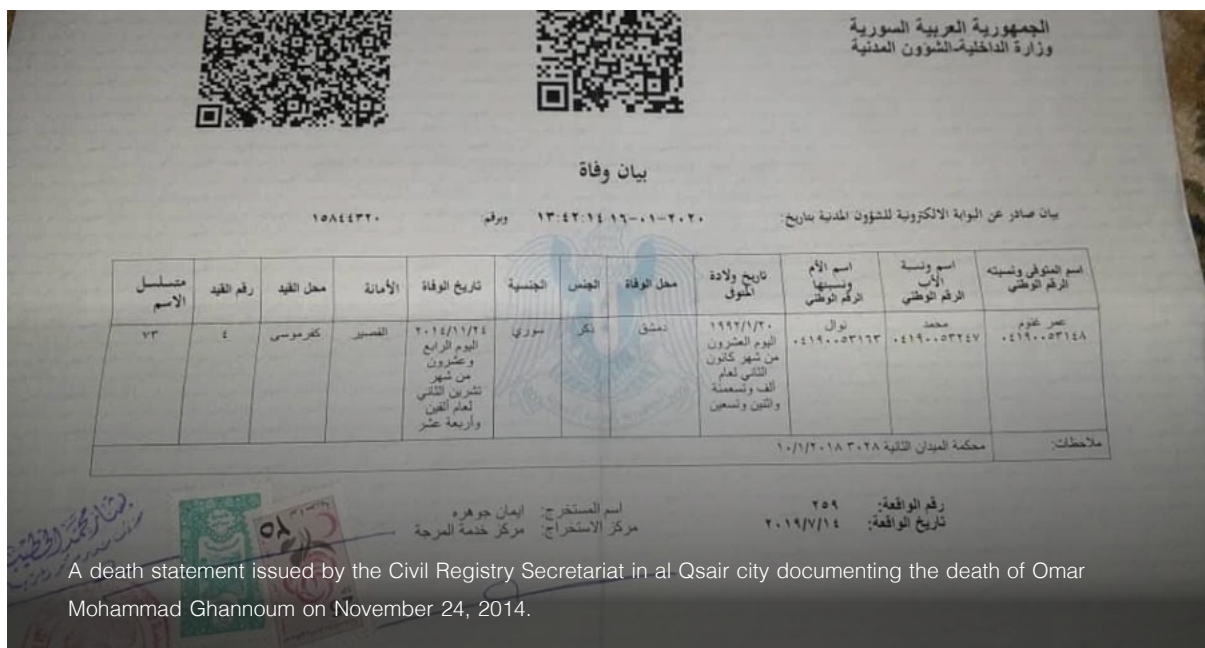 الجمهورية العربية السورية
وزارة الداخلية-الشؤون المدنية
بيان وفاة
بيان صادر عن البوابة الالكترونية للشؤون المدنية بتاريخ: ٢٠٢٠-٠١-١٦ ١٣:٤٢:١٤ وبرقم: ١٥٨٤٤٣٢٠
اسم المتوفى ونسبته الرقم الوطني
اسم ونسبة الأب الرقم الوطني
اسم الأم ونسبتها الرقم الوطني
تاريخ ولادة المتوفى
محل الوفاة
الجنس
الجنسية
تاريخ الوفاة
الأمانة
محل القيد
رقم القيد
متسلسل الاسم
عمر غنوم
٠٤١٩٠٠٥٣١٤٨
محمد
٠٤١٩٠٠٥٣٢٤٧
نوال
٠٤١٩٠٠٥٣١٦٣
١٩٩٢/١/٢٠
اليوم العشرون
من شهر كانون
الثاني لعام
ألف وتسعمئة
واثنين وتسعين
دمشق
ذكر
سوري
٢٠١٤/١١/٢٤
اليوم الرابع
وعشرون
من شهر
تشرين الثاني
لعام ألفين
وأربعة عشر
القصير
كفرموسى
٤
٧٣
ملاحظات: محكمة الميدان الثانية ٣٠٢٨ ١٠/١/٢٠١٨
رقم الواقعة: ٢٥٩
تاريخ الواقعة: ٢٠١٩/٧/١٤
اسم المستخرج: ايمان جوهره
مركز الاستخراج: مركز خدمة المرجة
٢٥
A death statement issued by the Civil Registry Secretariat in al Qsair city documenting the death of Omar
Mohammad Ghannoum on November 24, 2014.